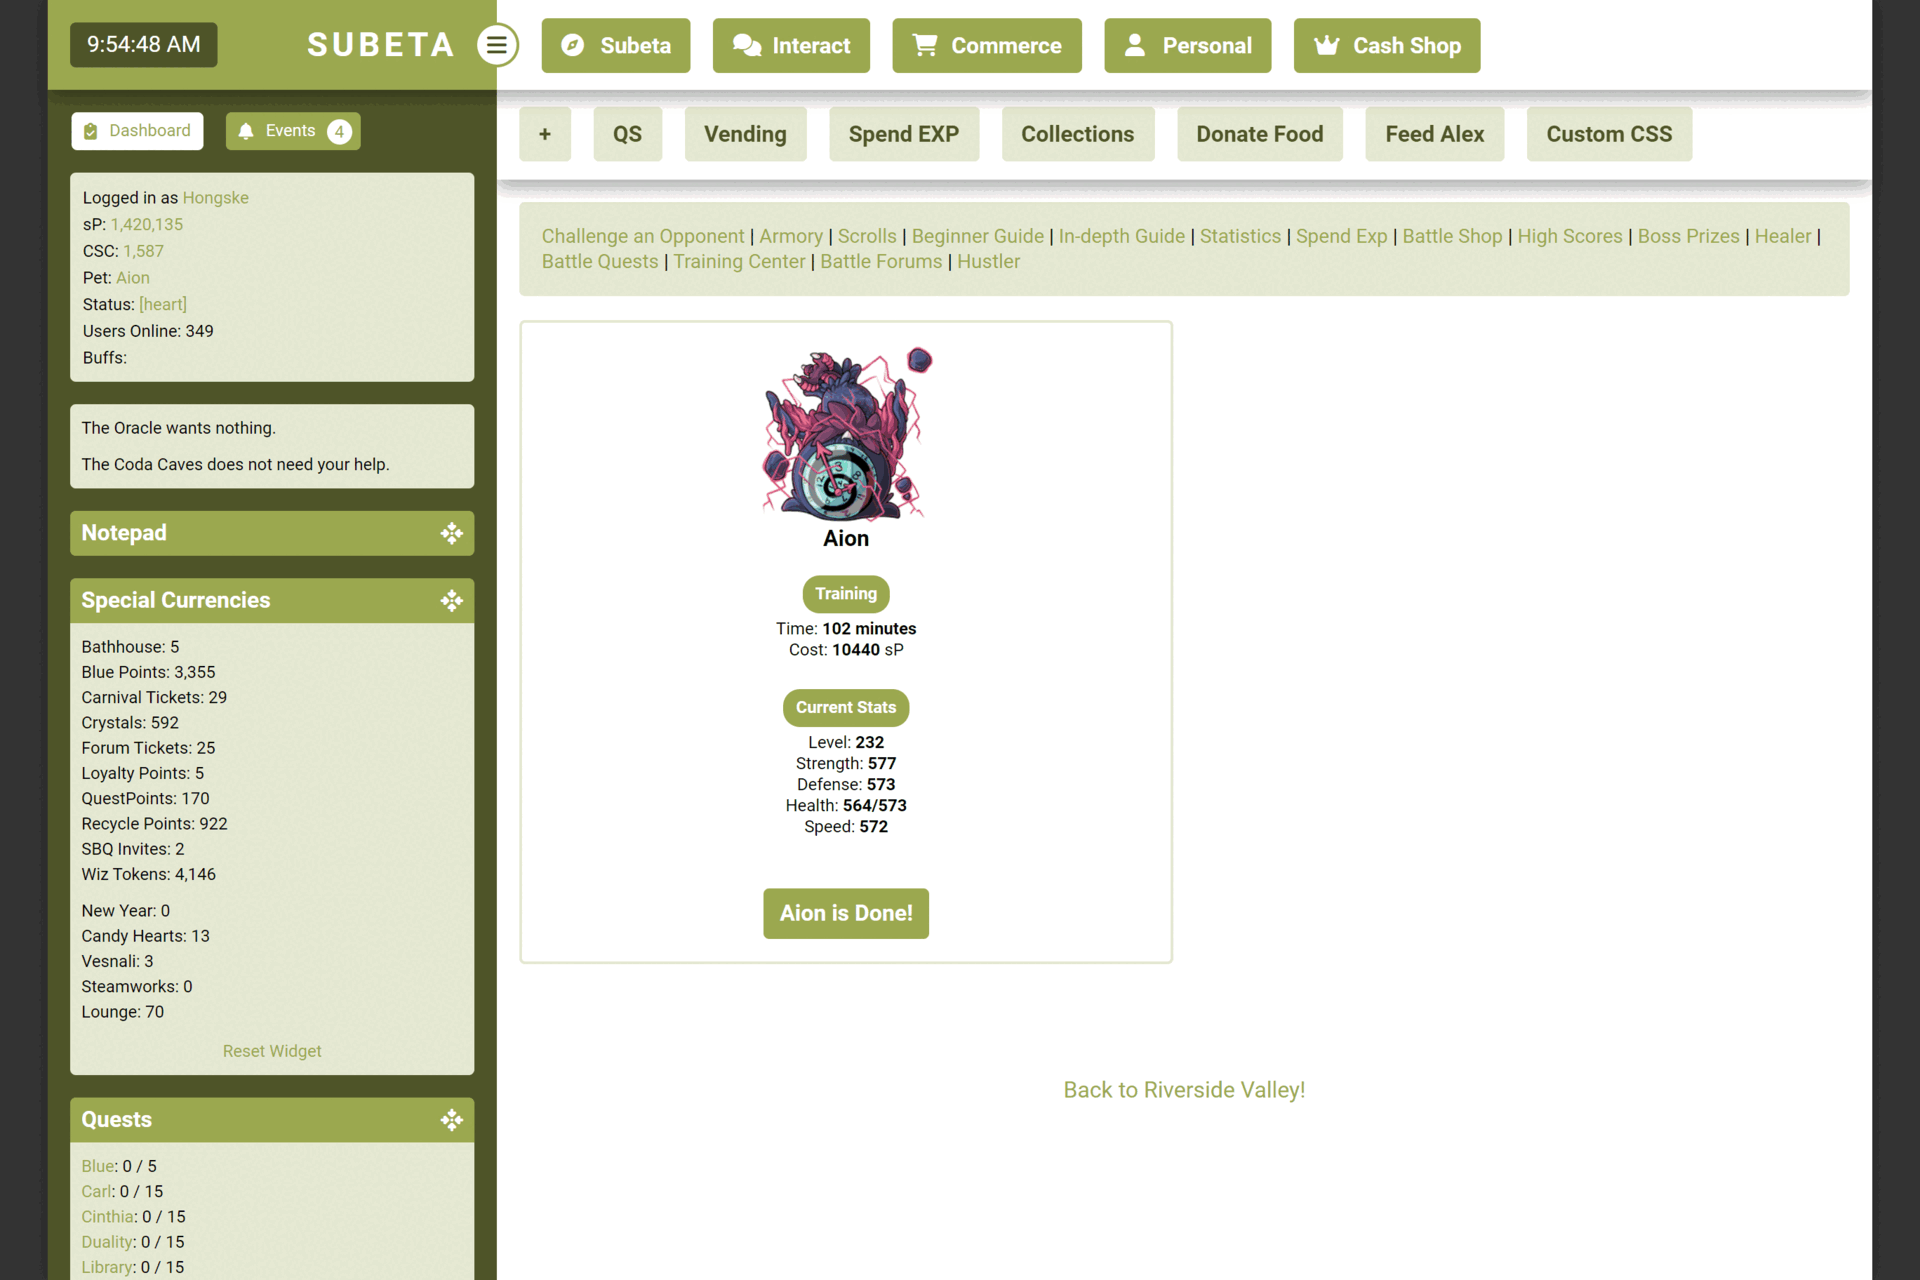 9:54:48 AM
SUBETA
Subeta
Interact
Commerce
Personal
Cash Shop
Dashboard
Events 4
+
QS
Vending
Spend EXP
Collections
Donate Food
Feed Alex
Custom CSS
Logged in as Hongske
sP: 1,420,135
CSC: 1,587
Pet: Aion
Status: [heart]
Users Online: 349
Buffs:
The Oracle wants nothing.
The Coda Caves does not need your help.
Notepad
Special Currencies
Bathhouse: 5
Blue Points: 3,355
Carnival Tickets: 29
Crystals: 592
Forum Tickets: 25
Loyalty Points: 5
QuestPoints: 170
Recycle Points: 922
SBQ Invites: 2
Wiz Tokens: 4,146
New Year: 0
Candy Hearts: 13
Vesnali: 3
Steamworks: 0
Lounge: 70
Reset Widget
Quests
Blue: 0 / 5
Carl: 0 / 15
Cinthia: 0 / 15
Duality: 0 / 15
Library: 0 / 15
Challenge an Opponent | Armory | Scrolls | Beginner Guide | In-depth Guide | Statistics | Spend Exp | Battle Shop | High Scores | Boss Prizes | Healer |
Battle Quests | Training Center | Battle Forums | Hustler
Aion
Training
Time: 102 minutes
Cost: 10440 sP
Current Stats
Level: 232
Strength: 577
Defense: 573
Health: 564/573
Speed: 572
Aion is Done!
Back to Riverside Valley!